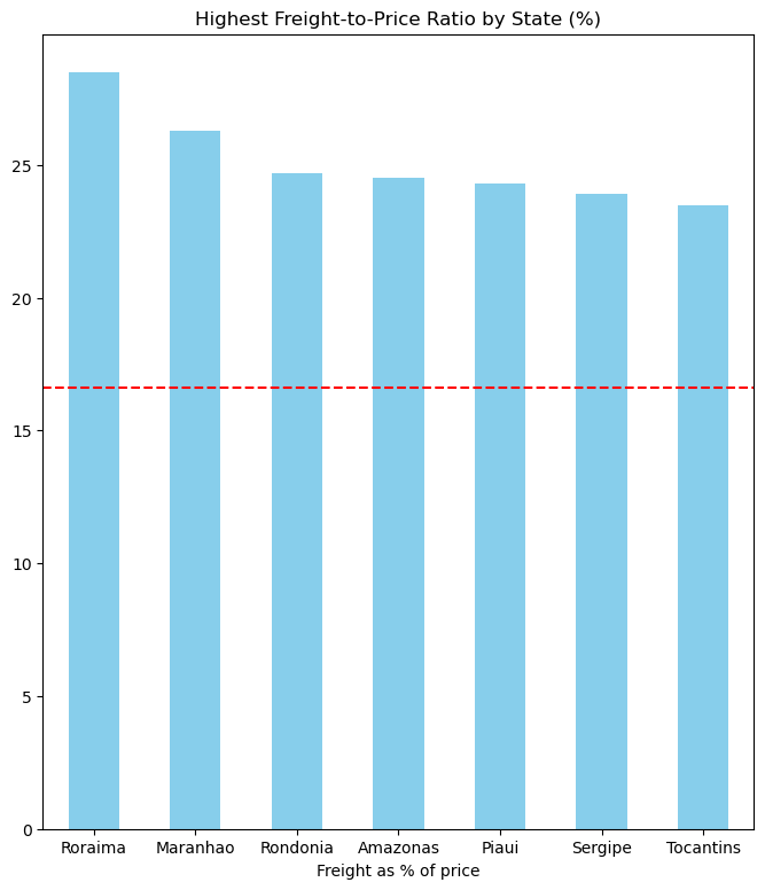 Highest Freight-to-Price Ratio by State (%)
25
20
15
10
5
0
Roraima Maranhao Rondonia Amazonas Piaui Sergipe Tocantins
Freight as % of price